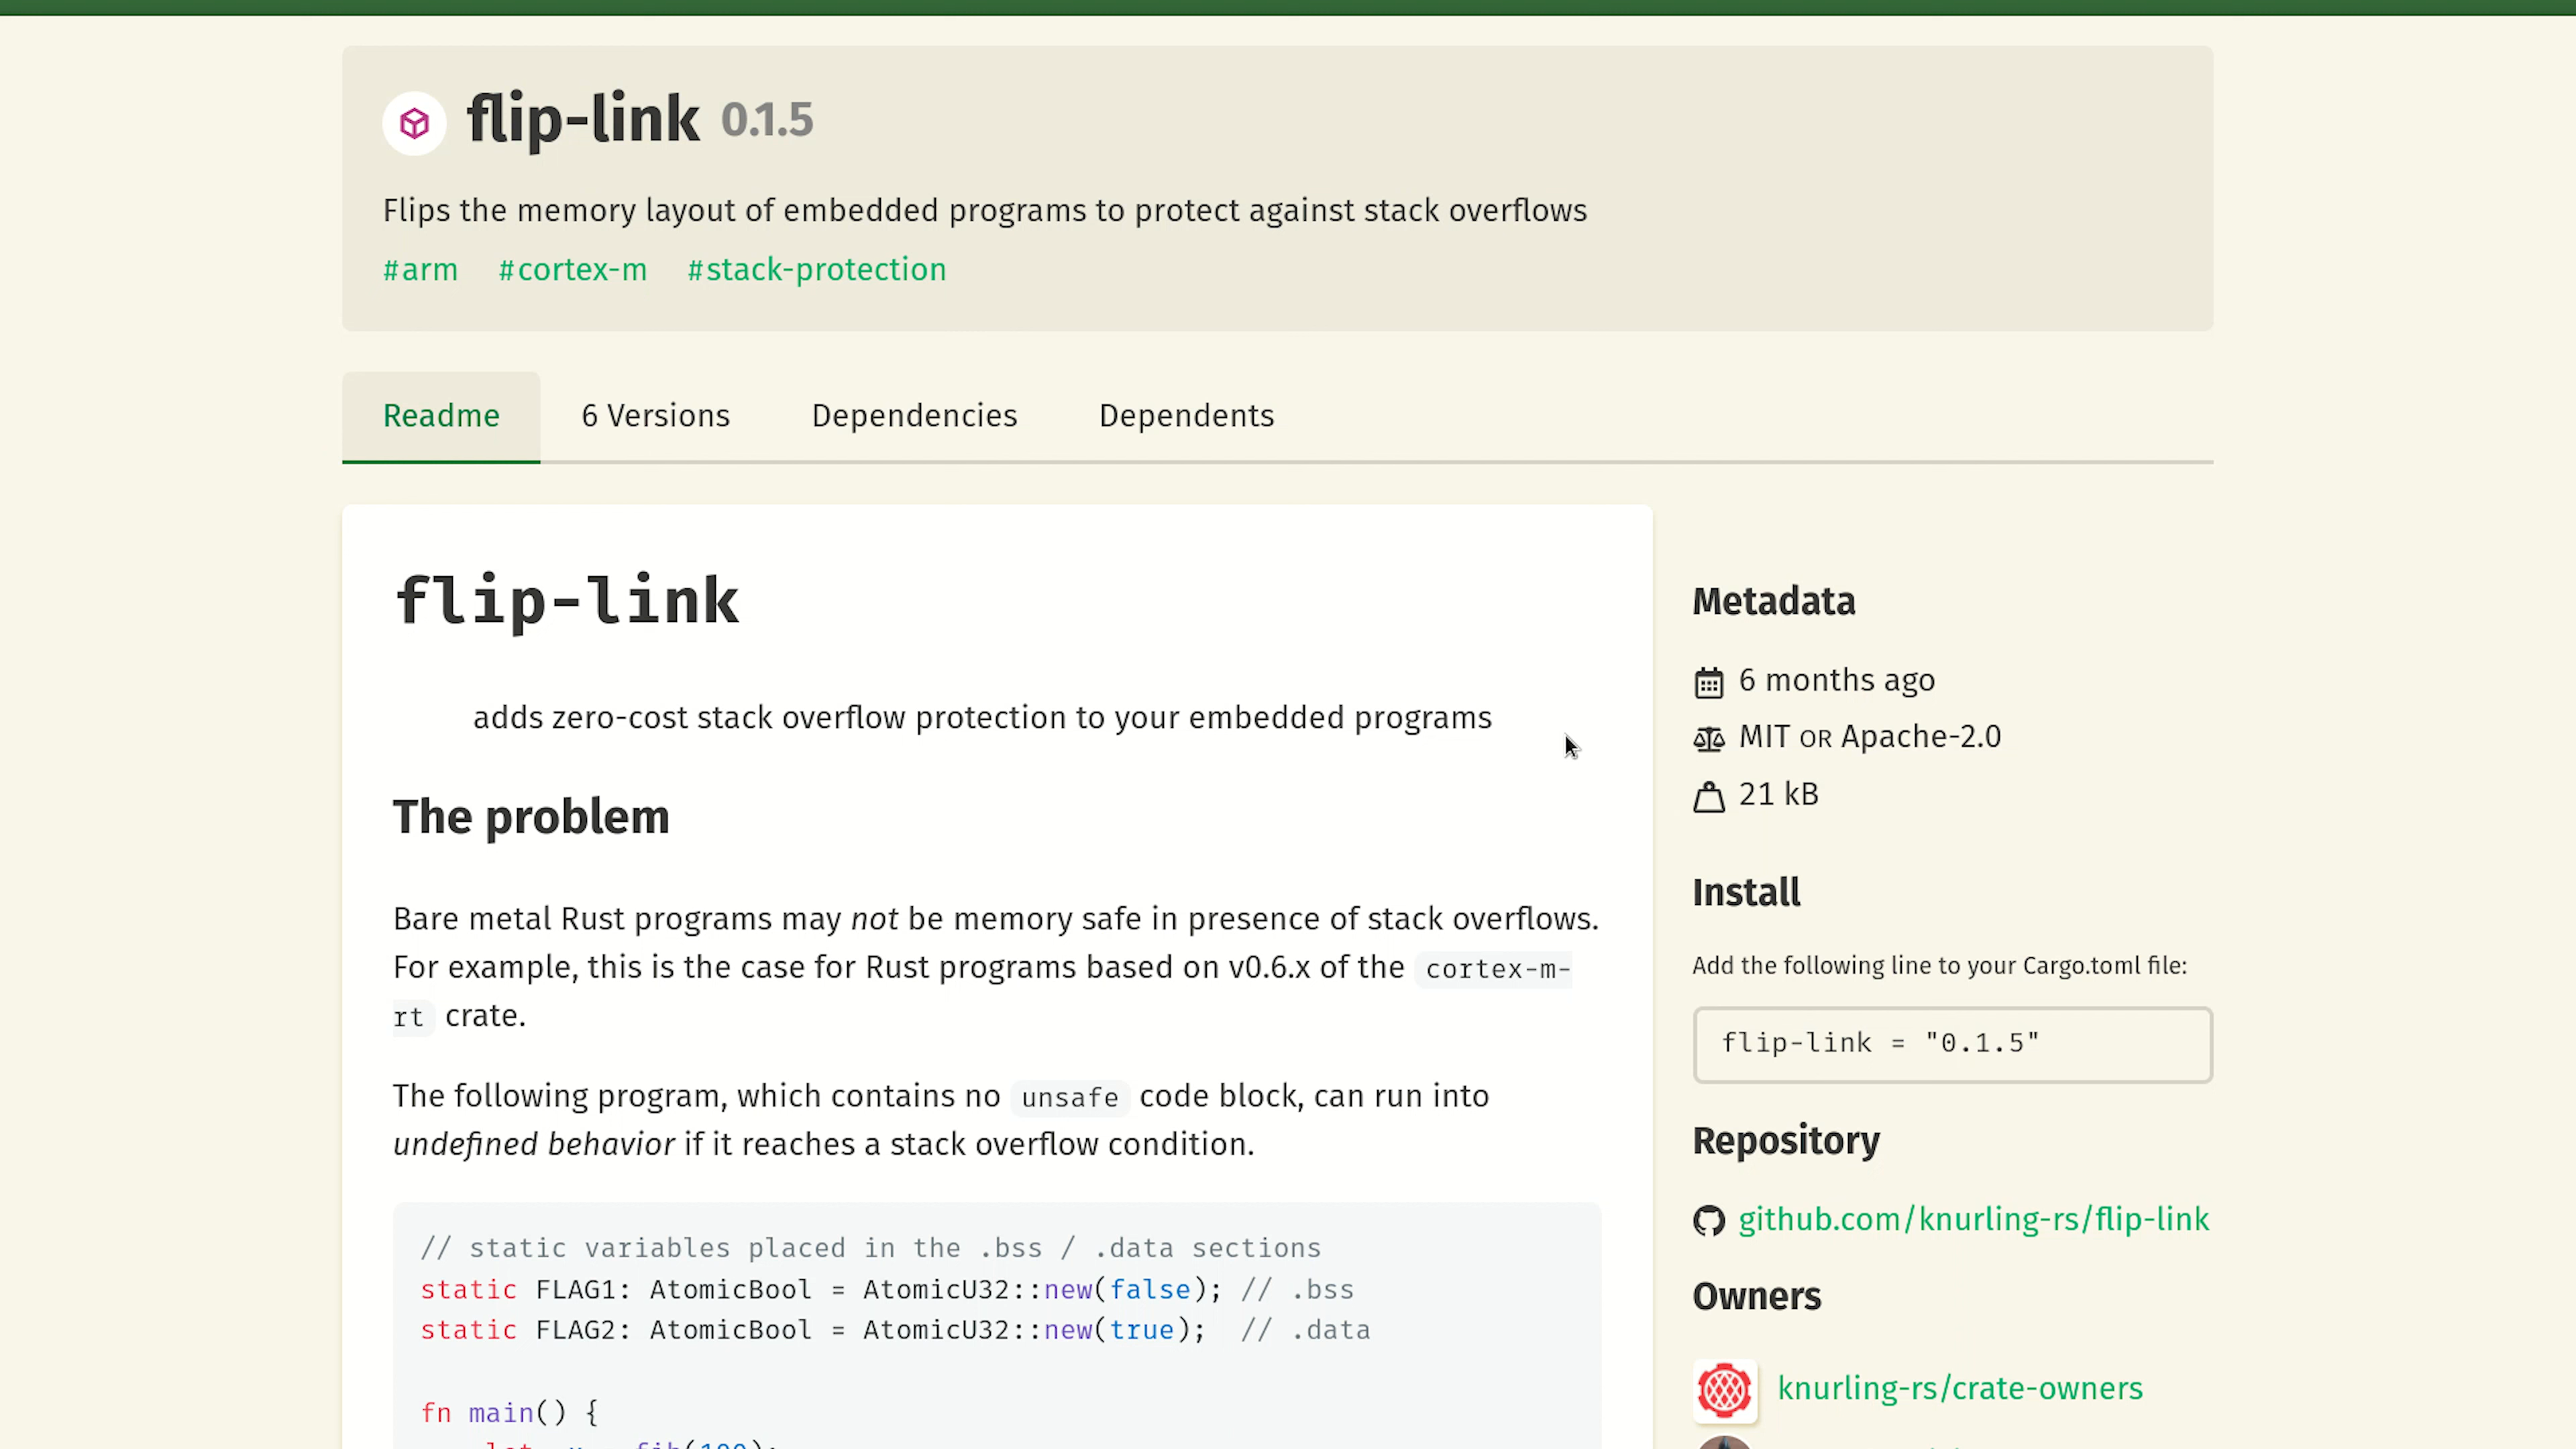 flip-link 0.1.5
Flips the memory layout of embedded programs to protect against stack overflows
#arm #cortex-m #stack-protection
Readme 6 Versions Dependencies Dependents
flip-link
adds zero-cost stack overflow protection to your embedded programs
The problem
Bare metal Rust programs may not be memory safe in presence of stack overflows.
For example, this is the case for Rust programs based on v0.6.x of the cortex-m-
rt crate.
The following program, which contains no unsafe code block, can run into
undefined behavior if it reaches a stack overflow condition.
// static variables placed in the .bss / .data sections
static FLAG1: AtomicBool = AtomicU32::new(false); // .bss
static FLAG2: AtomicBool = AtomicU32::new(true);  // .data
fn main() {
Metadata
6 months ago
MIT OR Apache-2.0
21 kB
Install
Add the following line to your Cargo.toml file:
flip-link = "0.1.5"
Repository
github.com/knurling-rs/flip-link
Owners
knurling-rs/crate-owners